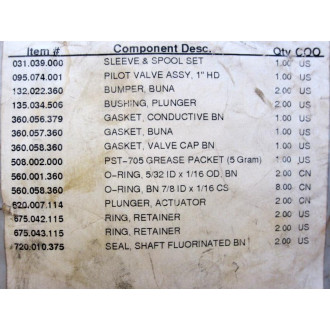 Item # Component Desc. Qty COO
031.039.000 SLEEVE & SPOOL SET 1.00 US
095.074.001 PILOT VALVE ASSY, 1" HD 1.00 US
132.022.360 BUMPER, BUNA 2.00 US
135.034.506 BUSHING, PLUNGER 2.00 US
360.056.379 GASKET, CONDUCTIVE BN 1.00 US
360.057.360 GASKET, BUNA 1.00 US
360.058.360 GASKET, VALVE CAP BN 1.00 US
508.002.000 PST-705 GREASE PACKET (5 Gram) 1.00 US
560.001.360 O-RING, 5/32 ID x 1/16 OD, BN 2.00 CN
560.058.360 O-RING, BN 7/8 ID x 1/16 CS 8.00 CN
620.007.114 PLUNGER, ACTUATOR 2.00 CN
675.042.115 RING, RETAINER 2.00 US
675.043.115 RING, RETAINER 2.00 US
720.010.375 SEAL, SHAFT FLUORINATED BN 2.00 US